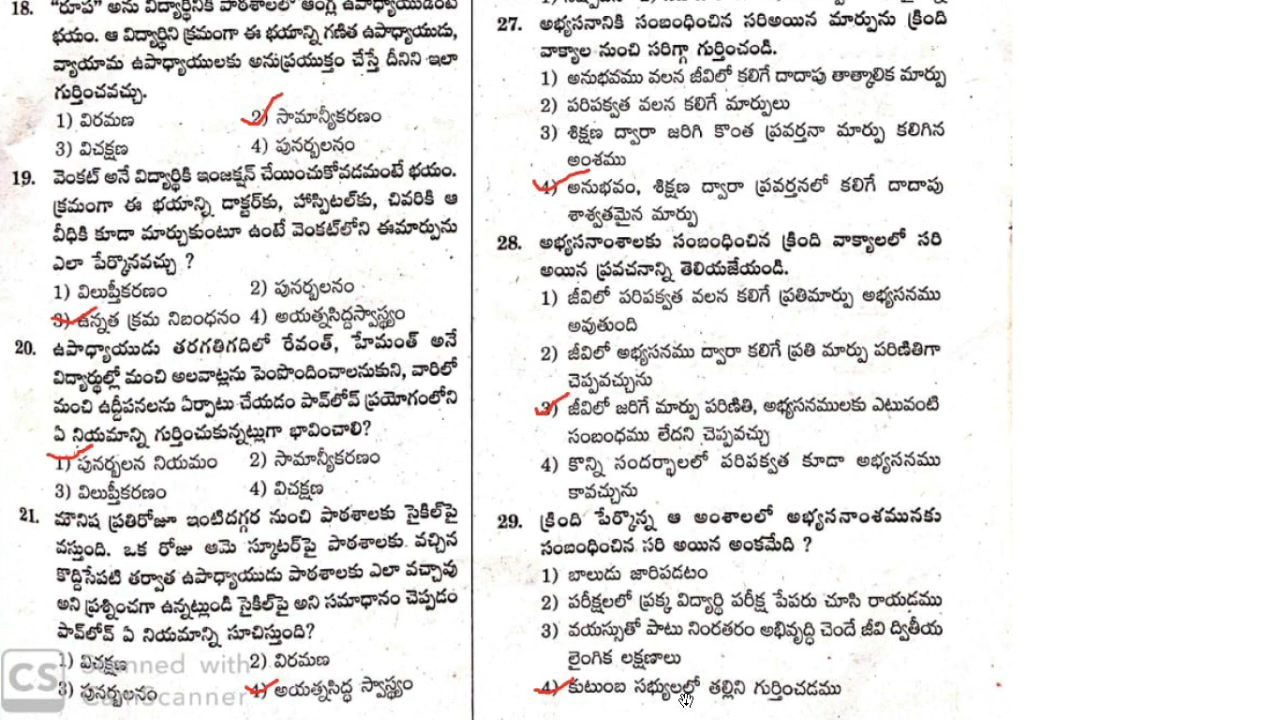 18. "రూప" అను విద్యార్థినికి పాఠశాలలో ఆంగ్ల ఉపాధ్యాయుడంటే
భయం. ఆ విద్యార్థిని క్రమంగా ఈ భయాన్ని గణిత ఉపాధ్యాయుడు,
వ్యాయామ ఉపాధ్యాయులకు అనుప్రయుక్తం చేస్తే దీనిని ఇలా
గుర్తించవచ్చు.
1) విరమణ 2) సామాన్యీకరణం
3) విచక్షణ 4) పునర్బలనం
19. వెంకట్ అనే విద్యార్థికి ఇంజక్షన్ చేయించుకోవడమంటే భయం.
క్రమంగా ఈ భయాన్ని డాక్టర్‌కు, హాస్పిటల్‌కు, చివరికి ఆ
వీధికి కూడా మార్చుకుంటూ ఉంటే వెంకట్‌లోని ఈమార్పును
ఎలా పేర్కొనవచ్చు ?
1) విలుప్తీకరణం 2) పునర్బలనం
3) ఉన్నత క్రమ నిబంధనం 4) అయత్నసిద్దస్వాస్థ్యం
20. ఉపాధ్యాయుడు తరగతిగదిలో రేవంత్, హేమంత్ అనే
విద్యార్థుల్లో మంచి అలవాట్లను పెంపొందించాలనుకుని, వారిలో
మంచి ఉద్దీపనలను ఏర్పాటు చేయడం పావ్‌లోవ్ ప్రయోగంలోని
ఏ నియమాన్ని గుర్తించుకున్నట్లుగా భావించాలి?
1) పునర్బలన నియమం 2) సామాన్యీకరణం
3) విలుప్తీకరణం 4) విచక్షణ
21. మౌనిష ప్రతిరోజూ ఇంటిదగ్గర నుంచి పాఠశాలకు సైకిల్‌పై
వస్తుంది. ఒక రోజు ఆమె స్కూటర్‌పై పాఠశాలకు వచ్చిన
కొద్దిసేపటి తర్వాత ఉపాధ్యాయుడు పాఠశాలకు ఎలా వచ్చావు
అని ప్రశ్నించగా ఉన్నట్లుండి సైకిల్‌పై అని సమాధానం చెప్పడం
పావ్‌లోవ్ ఏ నియమాన్ని సూచిస్తుంది?
1) విచక్షణ 2) విరమణ
3) పునర్బలనం 4) అయత్నసిద్ధ స్వాస్థ్యం
CS Scanned with
CamScanner
27. అభ్యసనానికి సంబంధించిన సరిఅయిన మార్పును క్రింది
వాక్యాల నుంచి సరిగ్గా గుర్తించండి.
1) అనుభవము వలన జీవిలో కలిగే దాదాపు తాత్కాలిక మార్పు
2) పరిపక్వత వలన కలిగే మార్పులు
3) శిక్షణ ద్వారా జరిగి కొంత ప్రవర్తనా మార్పు కలిగిన
అంశము
4) అనుభవం, శిక్షణ ద్వారా ప్రవర్తనలో కలిగే దాదాపు
శాశ్వతమైన మార్పు
28. అభ్యసనాంశాలకు సంబంధించిన క్రింది వాక్యాలలో సరి
అయిన ప్రవచనాన్ని తెలియజేయండి.
1) జీవిలో పరిపక్వత వలన కలిగే ప్రతిమార్పు అభ్యసనము
అవుతుంది
2) జీవిలో అభ్యసనము ద్వారా కలిగే ప్రతి మార్పు పరిణితిగా
చెప్పవచ్చును
3) జీవిలో జరిగే మార్పు పరిణితి, అభ్యసనములకు ఎటువంటి
సంబంధము లేదని చెప్పవచ్చు
4) కొన్ని సందర్భాలలో పరిపక్వత కూడా అభ్యసనము
కావచ్చును
29. క్రింది పేర్కొన్న ఆ అంశాలలో అభ్యసనాంశమునకు
సంబంధించిన సరి అయిన అంకమేది ?
1) బాలుడు జారిపడటం
2) పరీక్షలలో ప్రక్క విద్యార్థి పరీక్ష పేపరు చూసి రాయడము
3) వయస్సుతో పాటు నిరంతరం అభివృద్ధి చెందే జీవి ద్వితీయ
లైంగిక లక్షణాలు
4) కుటుంబ సభ్యులల్లో తల్లిని గుర్తించడము